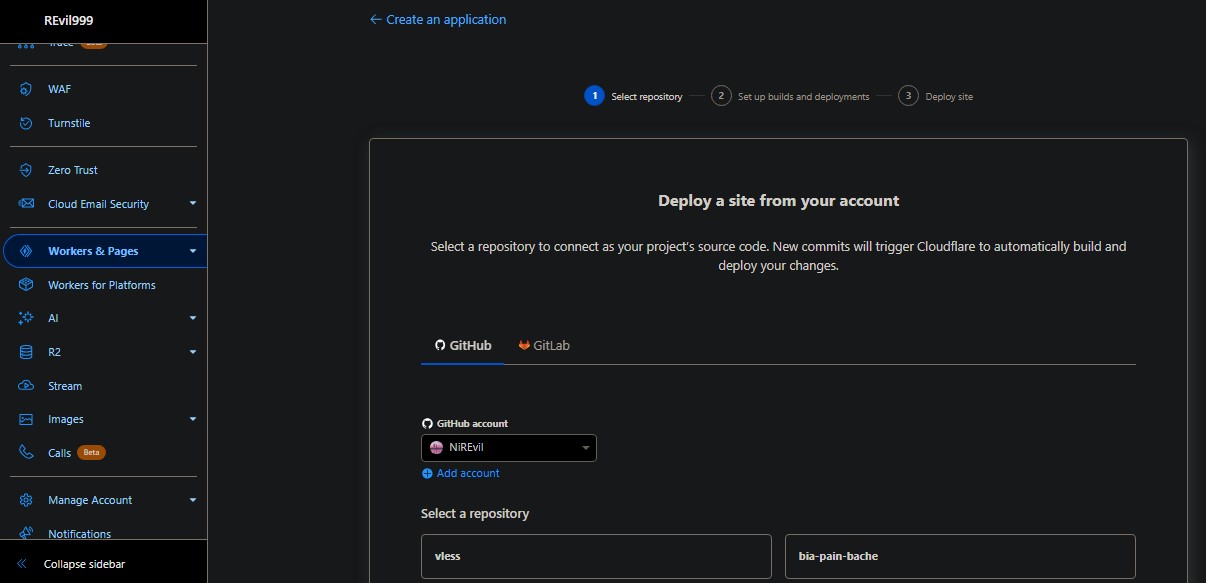 REvil999
Trace Beta
WAF
Turnstile
Zero Trust
Cloud Email Security
Workers & Pages
Workers for Platforms
AI
R2
Stream
Images
Calls Beta
Manage Account
Notifications
Collapse sidebar
Create an application
1 Select repository 2 Set up builds and deployments 3 Deploy site
Deploy a site from your account
Select a repository to connect as your project's source code. New commits will trigger Cloudflare to automatically build and
deploy your changes.
GitHub GitLab
GitHub account
NiREvil
Add account
Select a repository
vless bia-pain-bache